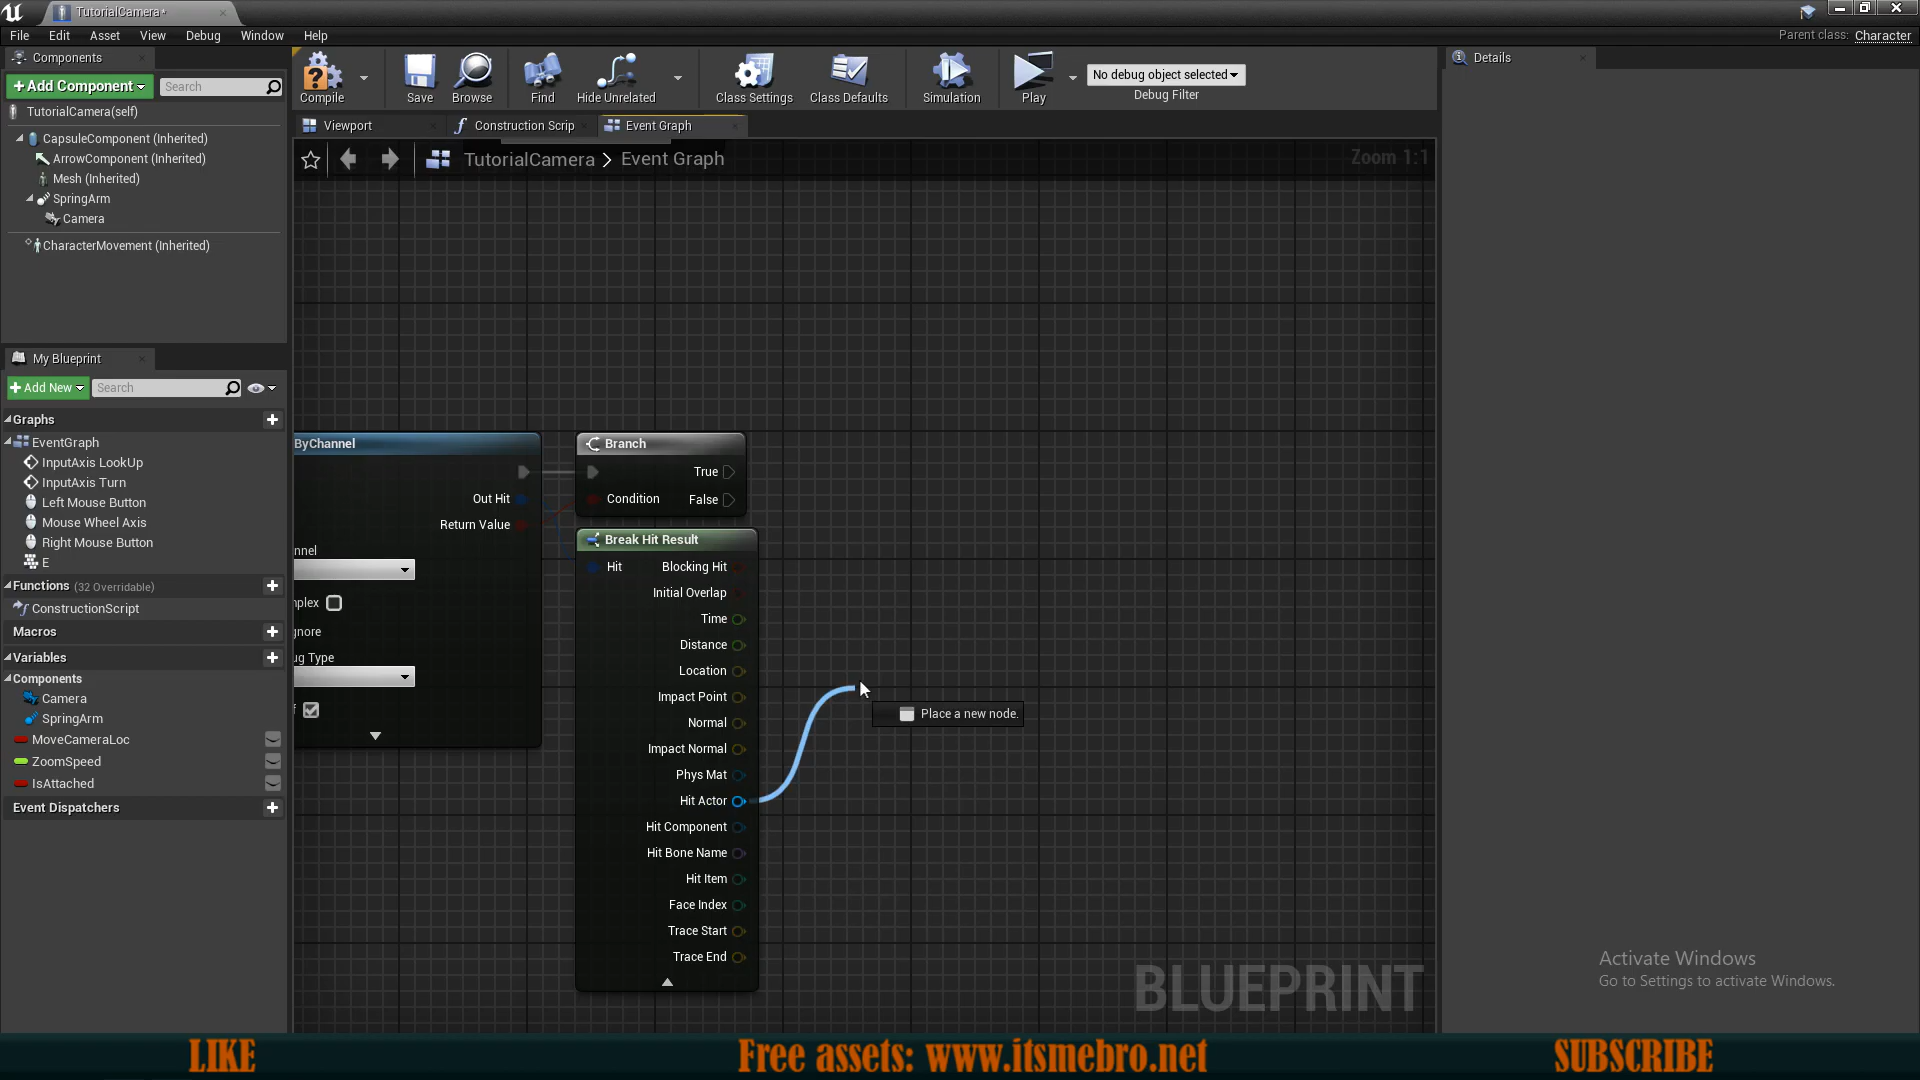 TutorialCamera*
File Edit Asset View Debug Window Help
Parent class: Character
Components
+Add Component
Search
TutorialCamera(self)
CapsuleComponent (Inherited)
ArrowComponent (Inherited)
Mesh (Inherited)
SpringArm
Camera
CharacterMovement (Inherited)
Compile
Save
Browse
Find
Hide Unrelated
Class Settings
Class Defaults
Simulation
Play
No debug object selected
Debug Filter
Details
Viewport
Construction Scrip
Event Graph
TutorialCamera > Event Graph
Zoom 1:1
My Blueprint
+Add New
Search
Graphs
EventGraph
InputAxis LookUp
InputAxis Turn
Left Mouse Button
Mouse Wheel Axis
Right Mouse Button
E
Functions (32 Overridable)
ConstructionScript
Macros
Variables
Components
Camera
SpringArm
MoveCameraLoc
ZoomSpeed
IsAttached
Event Dispatchers
ByChannel
Out Hit
Return Value
nnel
nplex
gnore
ug Type
f
Branch
True
Condition
False
Break Hit Result
Hit
Blocking Hit
Initial Overlap
Time
Distance
Location
Impact Point
Normal
Impact Normal
Phys Mat
Hit Actor
Hit Component
Hit Bone Name
Hit Item
Face Index
Trace Start
Trace End
Place a new node.
BLUEPRINT
Activate Windows
Go to Settings to activate Windows.
LIKE
Free assets: www.itsmebro.net
SUBSCRIBE